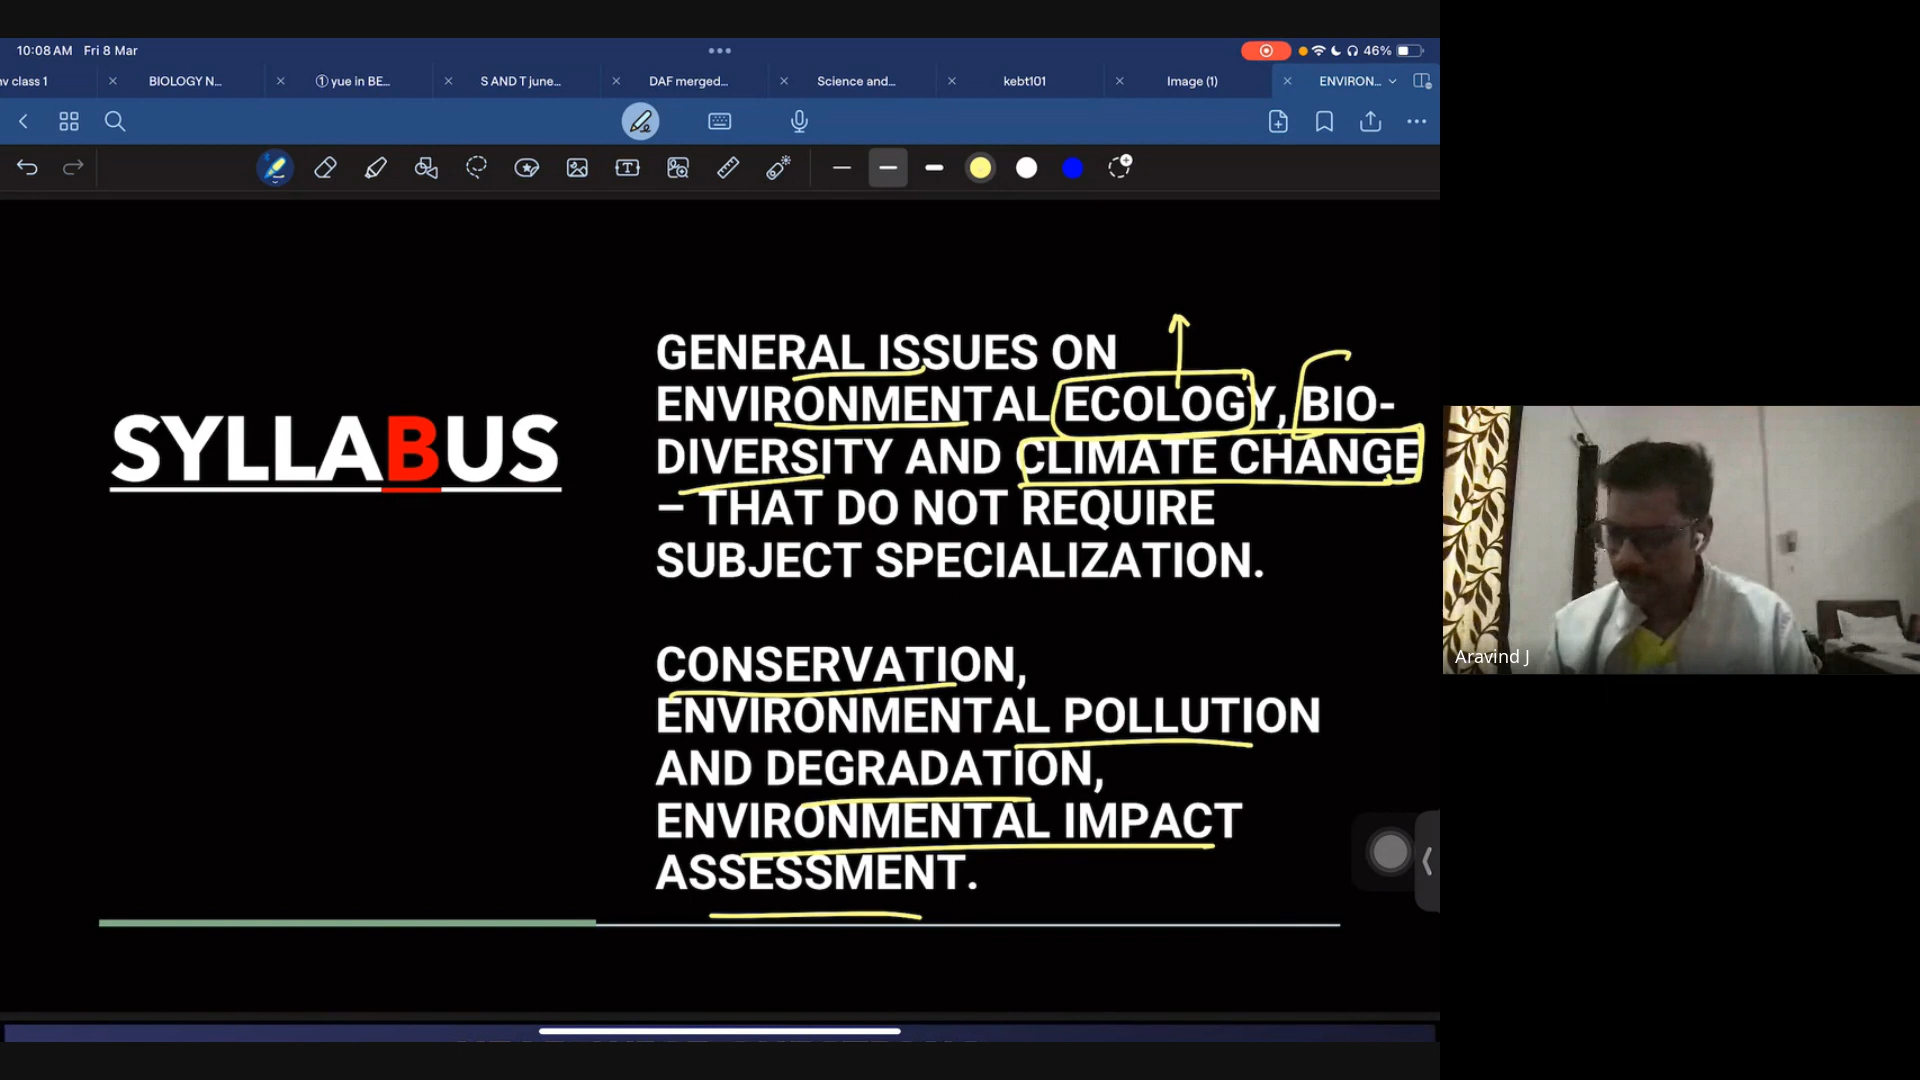 10:08 AM Fri 8 Mar
46%
nv class 1
BIOLOGY N...
① yue in BE...
S AND T june...
DAF merged...
Science and...
kebt101
Image (1)
ENVIRON...
SYLLABUS
GENERAL ISSUES ON
ENVIRONMENTAL ECOLOGY, BIO-
DIVERSITY AND CLIMATE CHANGE
– THAT DO NOT REQUIRE
SUBJECT SPECIALIZATION.
CONSERVATION,
ENVIRONMENTAL POLLUTION
AND DEGRADATION,
ENVIRONMENTAL IMPACT
ASSESSMENT.
Aravind J